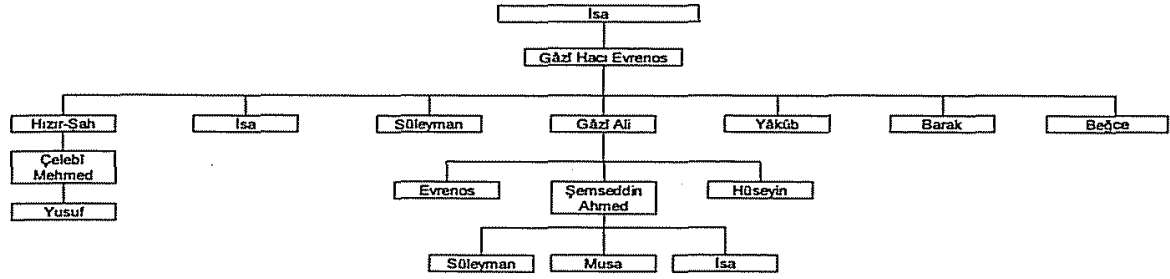 İsa
Gâzî Hacı Evrenos
Hızır-Şah
İsa
Süleyman
Gâzî Ali
Yâkûb
Barak
Beğce
Çelebî
Mehmed
Evrenos
Şemseddin
Ahmed
Hüseyin
Yusuf
Süleyman
Musa
İsa